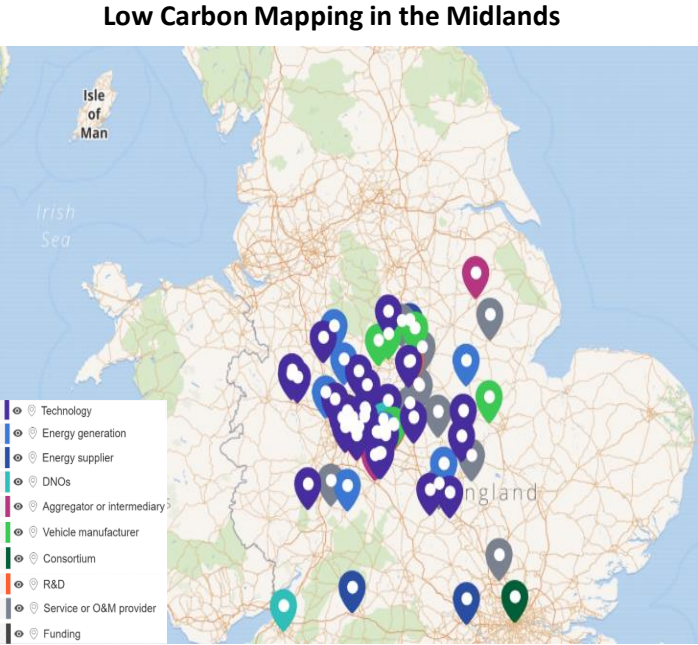 Low Carbon Mapping in the Midlands
Isle
of
Man
Irish
Sea
Technology
Energy generation
Energy supplier
DNOs
Aggregator or intermediary
ngland
Vehicle manufacturer
Consortium
R&D
Service or O&M provider
Funding